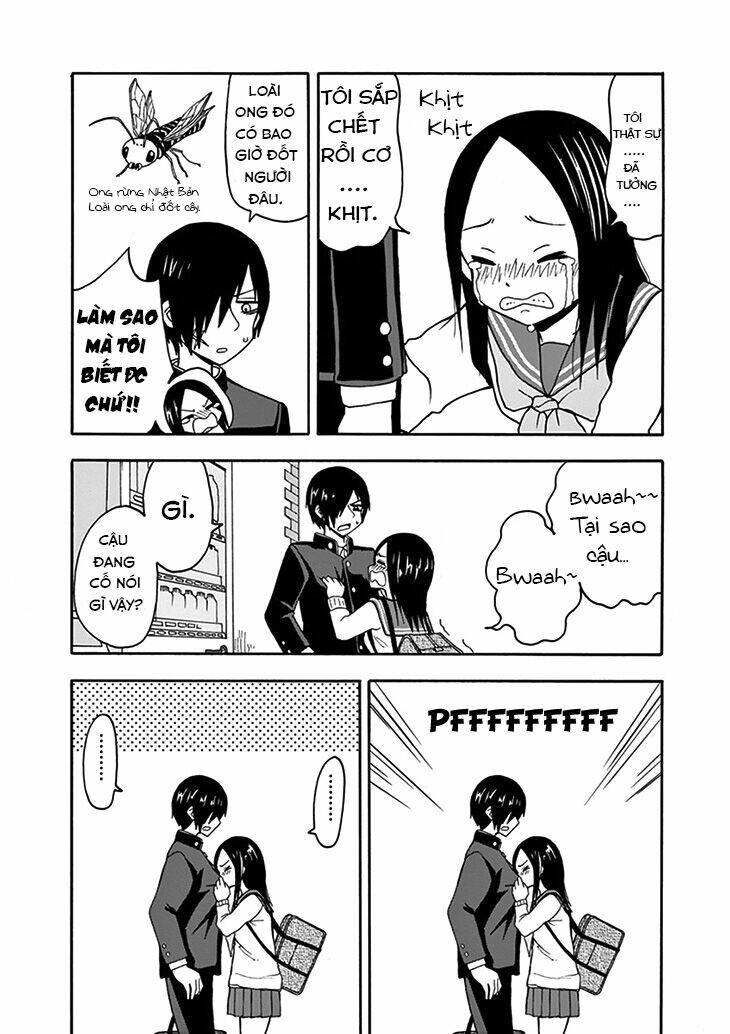 TÔI
THẬT SỰ
.....
ĐÃ
TƯỞNG
....
Khịt
Khịt
TÔI SẮP
CHẾT
RỒI CƠ
....
KHỊT.
LOÀI
ONG ĐÓ
CÓ BAO
GIỜ ĐỐT
NGƯỜI
ĐÂU.
Ong rừng Nhật Bản
Loài ong chỉ đốt cây.
LÀM SAO
MÀ TÔI
BIẾT ĐC
CHỨ!!
Bwaah~~
Tại sao
cậu...
Bwaah~
GÌ.
CẬU
ĐANG
CỐ NÓI
GÌ VẬY?
PFFFFFFFFF
.........
.........